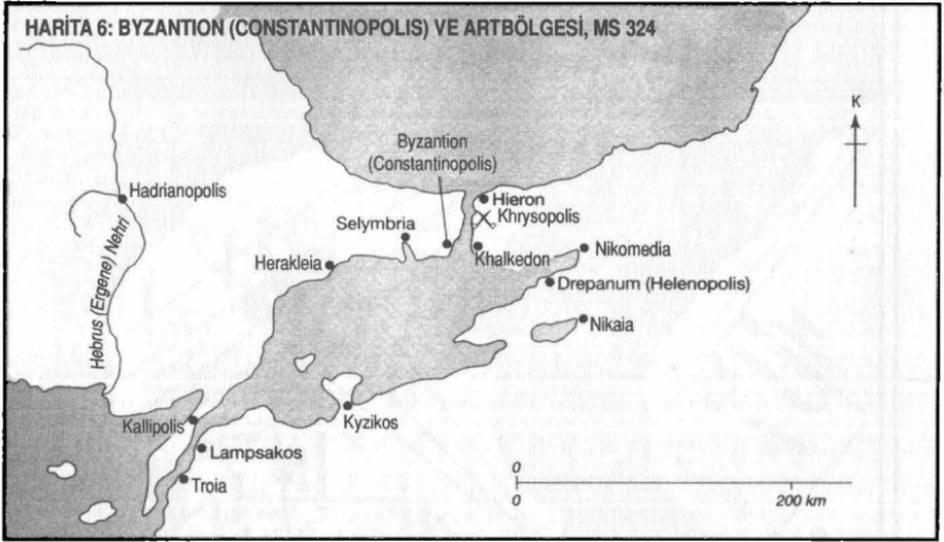 HARİTA 6: BYZANTION (CONSTANTINOPOLIS) VE ARTBÖLGESİ, MS 324
K
Byzantion
(Constantinopolis)
Hadrianopolis
Hieron
Khrysopolis
Selymbria
Herakleia
Khalkedon
Nikomedia
Drepanum (Helenopolis)
Hebrus (Ergene) Nehri
Nikaia
Kallipolis
Kyzikos
Lampsakos
Troia
0
0
200 km